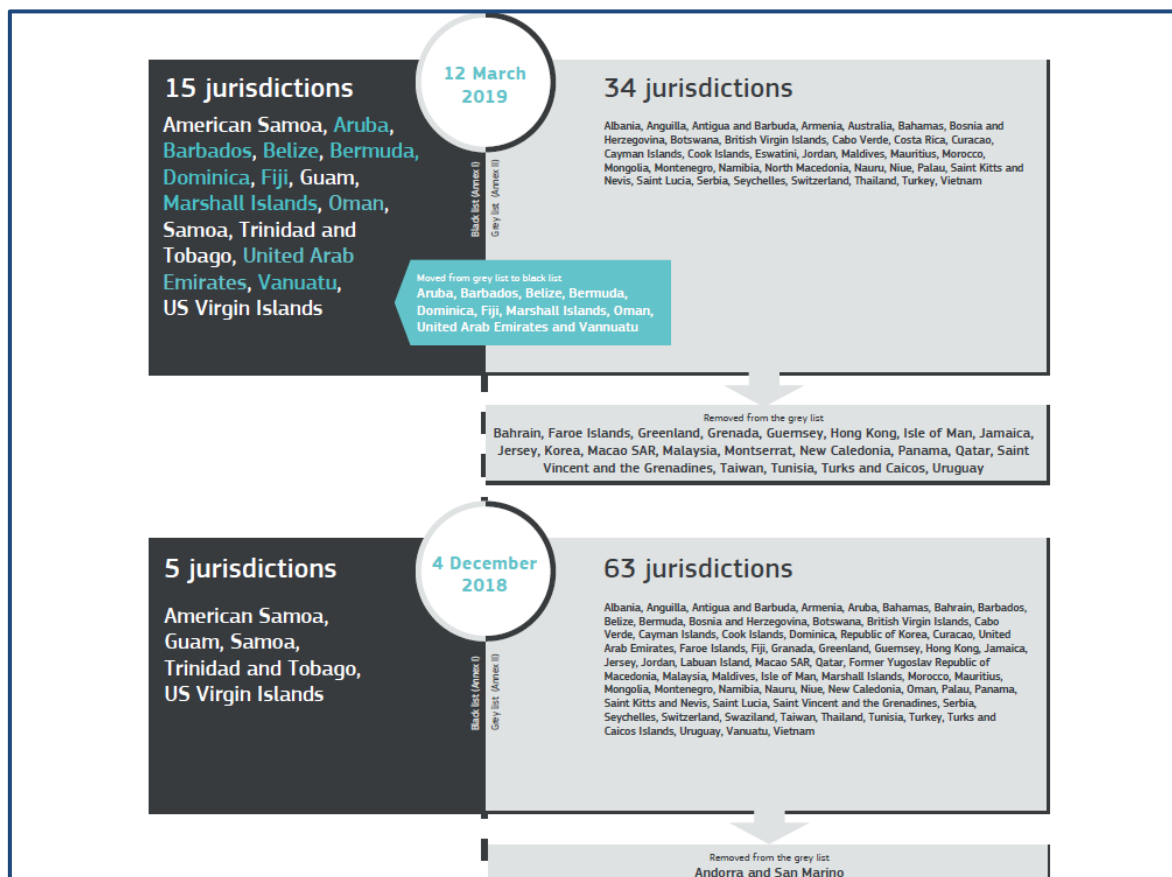 12 March
2019
15 jurisdictions
American Samoa, Aruba,
Barbados, Belize, Bermuda,
Dominica, Fiji, Guam,
Marshall Islands, Oman,
Samoa, Trinidad and
Tobago, United Arab
Emirates, Vanuatu,
US Virgin Islands
Black list (Annex I)
Grey list (Annex II)
34 jurisdictions
Albania, Anguilla, Antigua and Barbuda, Armenia, Australia, Bahamas, Bosnia and
Herzegovina, Botswana, British Virgin Islands, Cabo Verde, Costa Rica, Curacao,
Cayman Islands, Cook Islands, Eswatini, Jordan, Maldives, Mauritius, Morocco,
Mongolia, Montenegro, Namibia, North Macedonia, Nauru, Niue, Palau, Saint Kitts and
Nevis, Saint Lucia, Serbia, Seychelles, Switzerland, Thailand, Turkey, Vietnam
Moved from grey list to black list
Aruba, Barbados, Belize, Bermuda,
Dominica, Fiji, Marshall Islands, Oman,
United Arab Emirates and Vannuatu
Removed from the grey list
Bahrain, Faroe Islands, Greenland, Grenada, Guernsey, Hong Kong, Isle of Man, Jamaica,
Jersey, Korea, Macao SAR, Malaysia, Montserrat, New Caledonia, Panama, Qatar, Saint
Vincent and the Grenadines, Taiwan, Tunisia, Turks and Caicos, Uruguay
4 December
2018
5 jurisdictions
American Samoa,
Guam, Samoa,
Trinidad and Tobago,
US Virgin Islands
Black list (Annex I)
Grey list (Annex II)
63 jurisdictions
Albania, Anguilla, Antigua and Barbuda, Armenia, Aruba, Bahamas, Bahrain, Barbados,
Belize, Bermuda, Bosnia and Herzegovina, Botswana, British Virgin Islands, Cabo
Verde, Cayman Islands, Cook Islands, Dominica, Republic of Korea, Curacao, United
Arab Emirates, Faroe Islands, Fiji, Granada, Greenland, Guernsey, Hong Kong, Jamaica,
Jersey, Jordan, Labuan Island, Macao SAR, Qatar, Former Yugoslav Republic of
Macedonia, Malaysia, Maldives, Isle of Man, Marshall Islands, Morocco, Mauritius,
Mongolia, Montenegro, Namibia, Nauru, Niue, New Caledonia, Oman, Palau, Panama,
Saint Kitts and Nevis, Saint Lucia, Saint Vincent and the Grenadines, Serbia,
Seychelles, Switzerland, Swaziland, Taiwan, Thailand, Tunisia, Turkey, Turks and
Caicos Islands, Uruguay, Vanuatu, Vietnam
Removed from the grey list
Andorra and San Marino